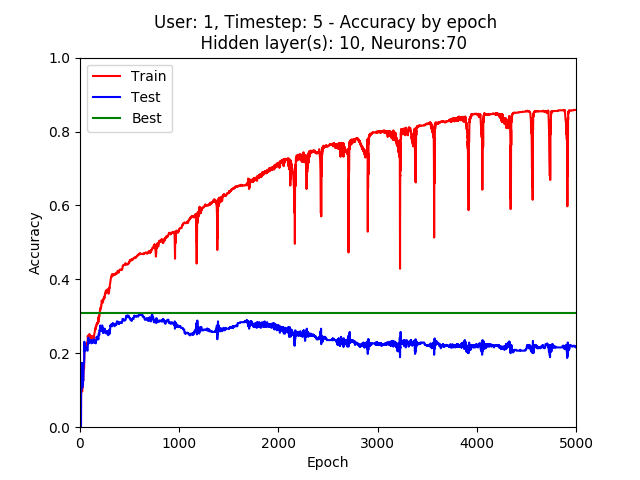 User: 1, Timestep: 5 - Accuracy by epoch
Hidden layer(s): 10, Neurons:70
Train
Test
Best
1.0
0.8
0.6
0.4
0.2
0.0
Accuracy
0
1000
2000
3000
4000
5000
Epoch